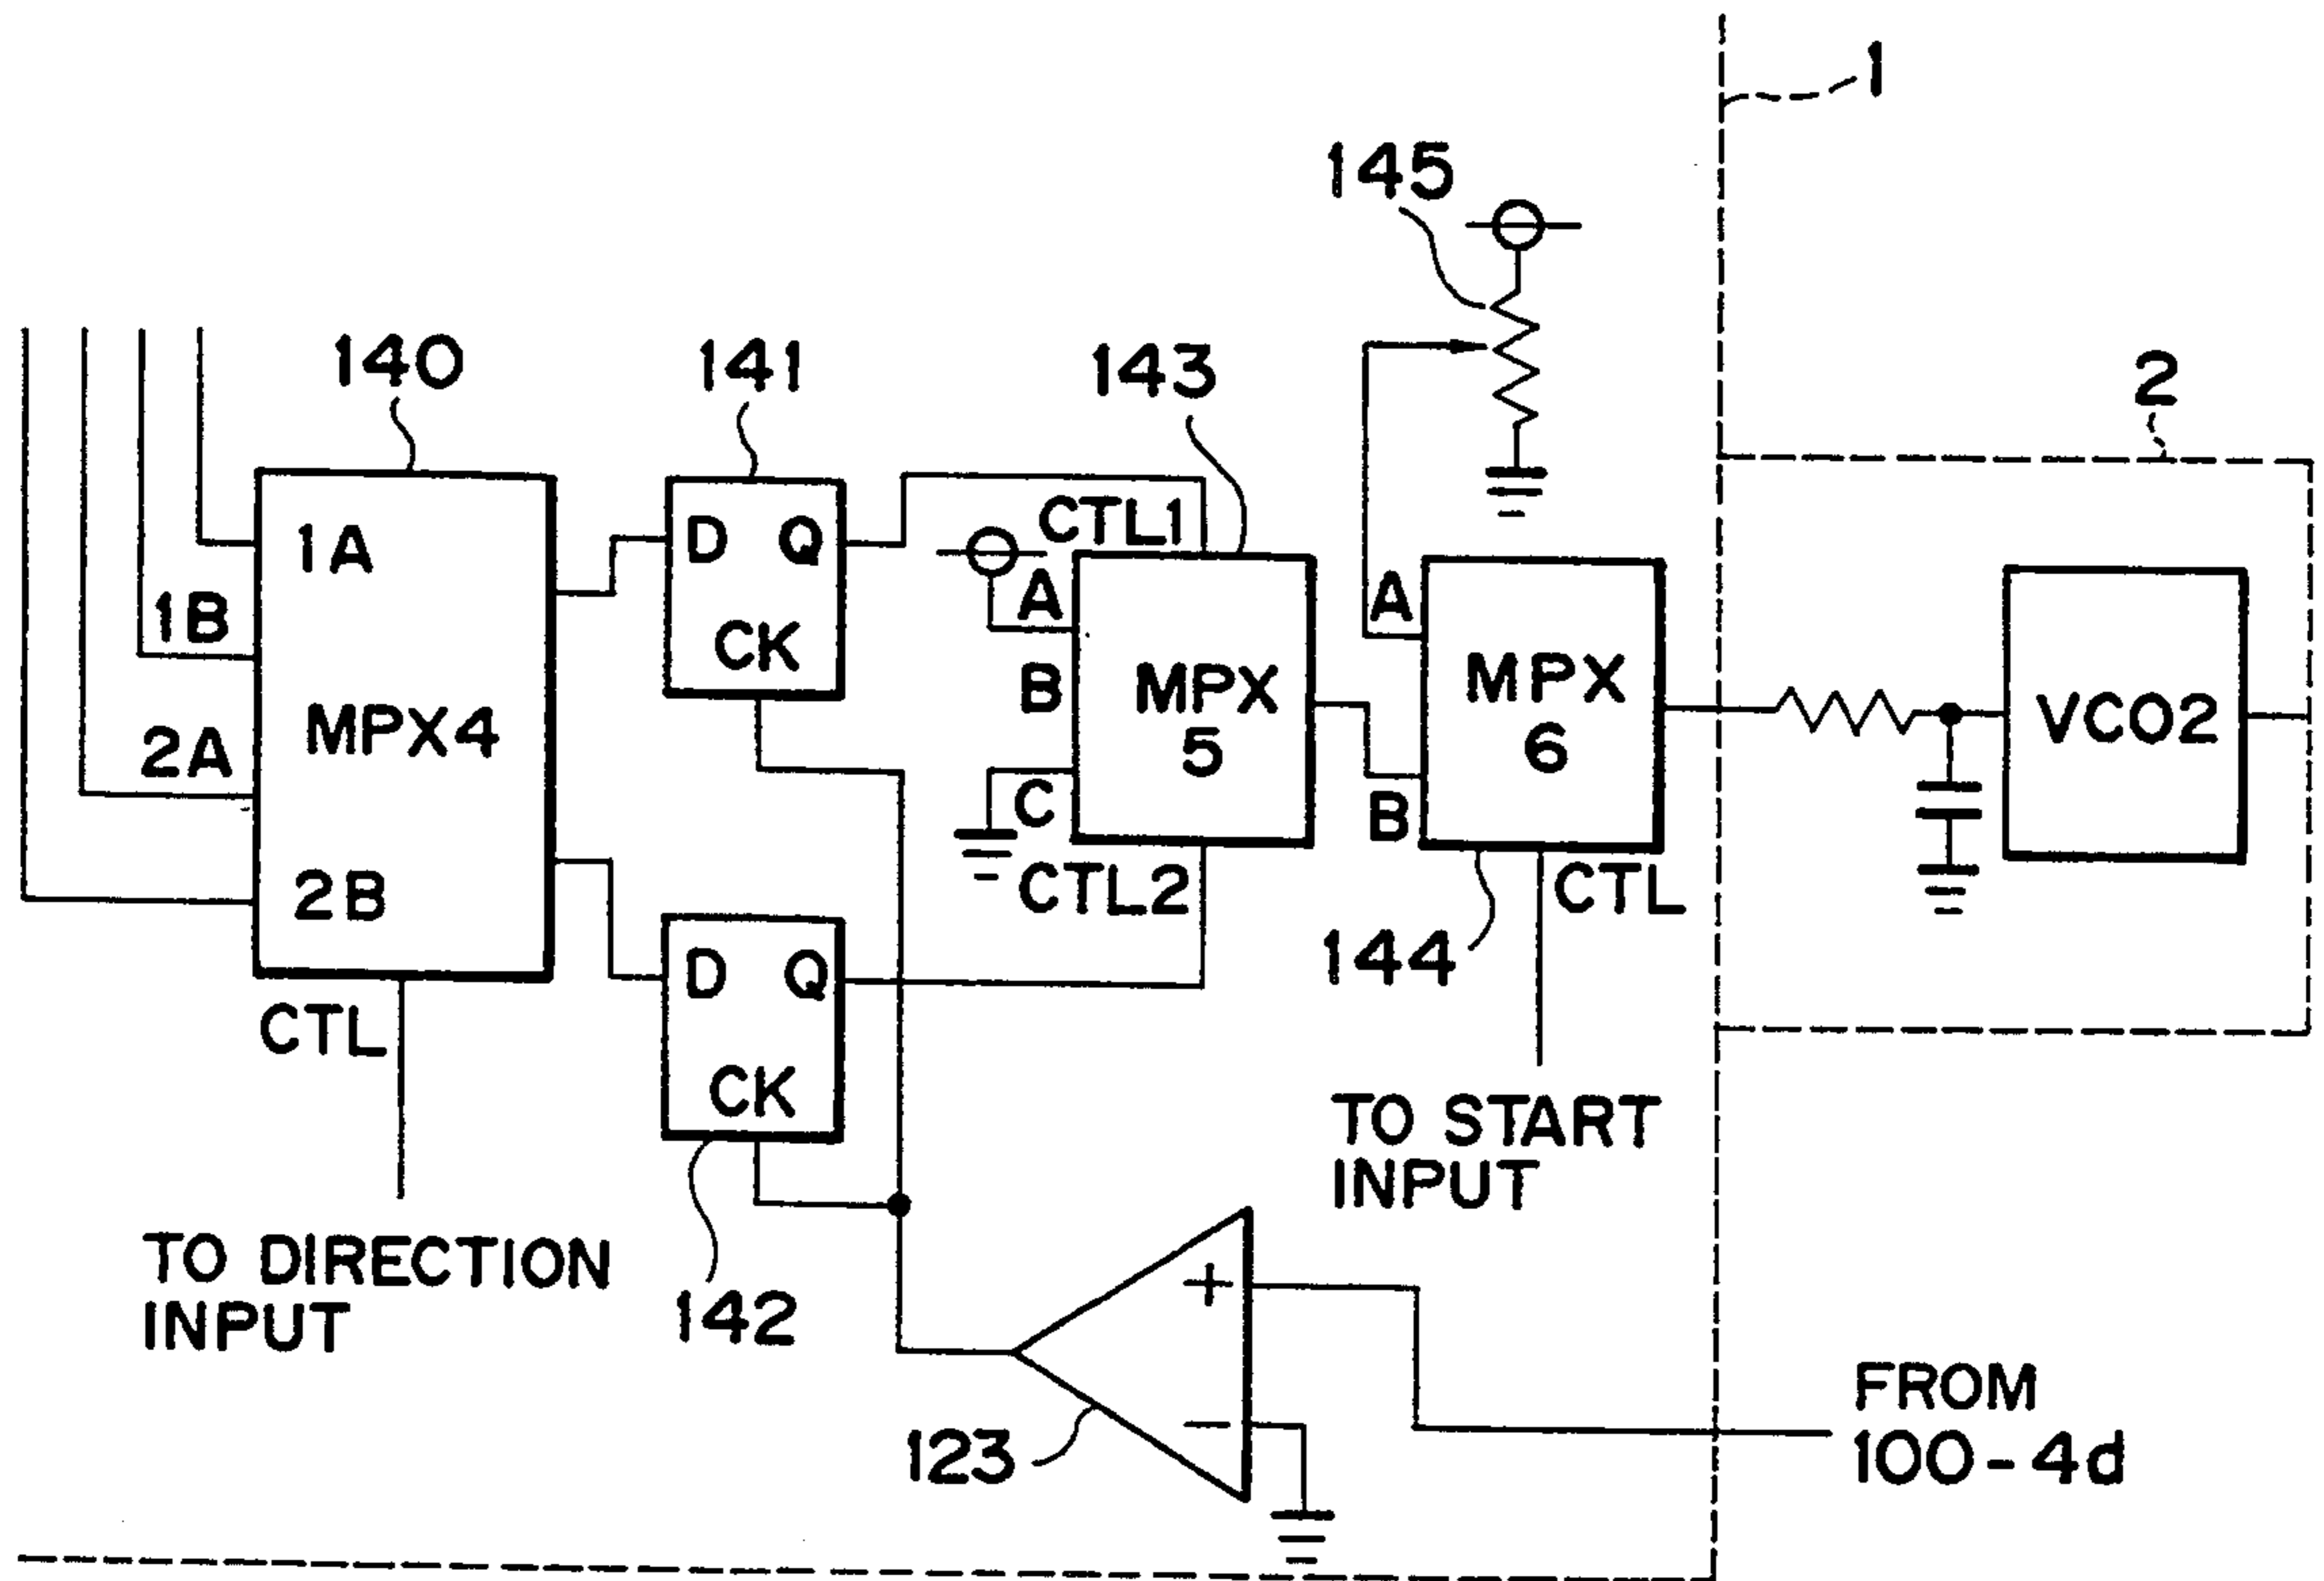 1
145
2
140
141
143
1A
1B
MPX4
2A
2B
CTL
D Q
CK
CTL1
A
B
C
MPX
5
CTL2
A
B
MPX
6
CTL
144
VCO2
D Q
CK
142
TO DIRECTION
INPUT
TO START
INPUT
+
−
123
FROM
100-4d